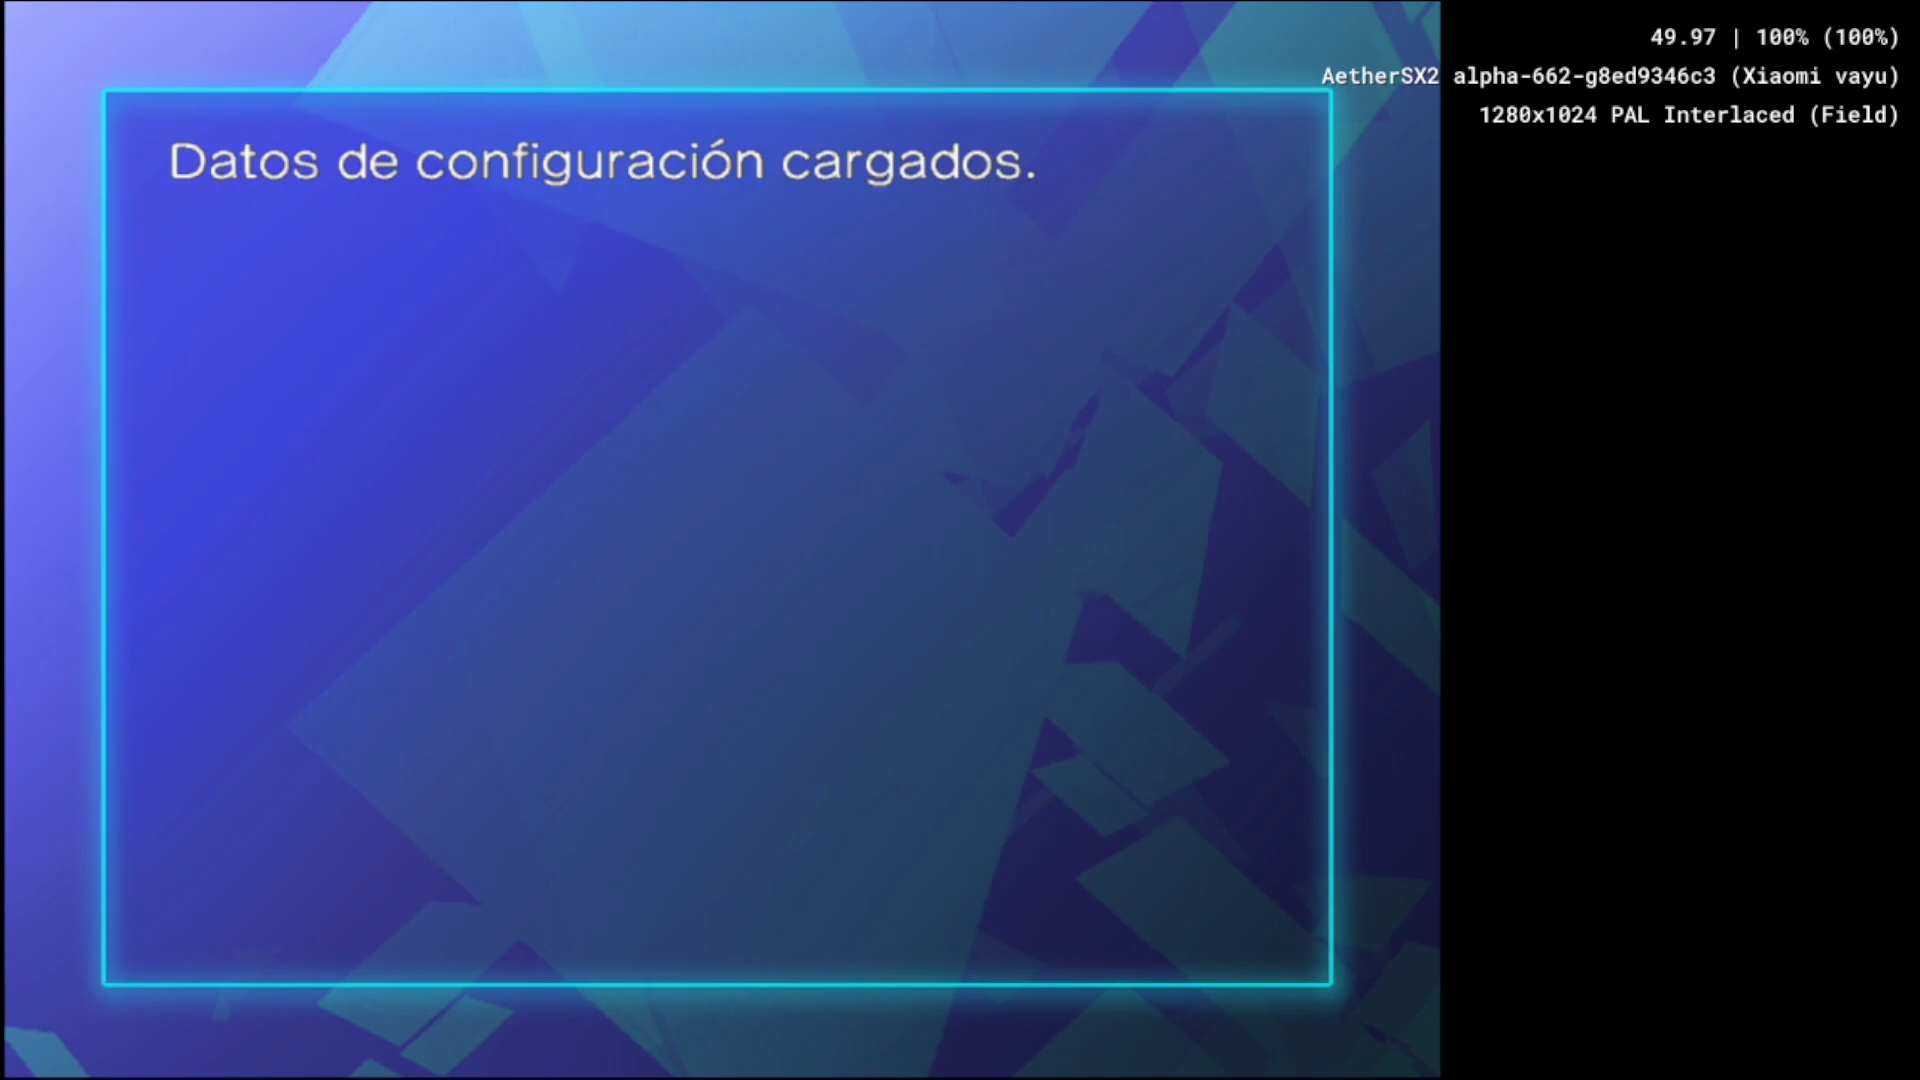 49.97 | 100% (100%)
AetherSX2 alpha-662-g8ed9346c3 (Xiaomi vayu)
1280x1024 PAL Interlaced (Field)
Datos de configuración cargados.